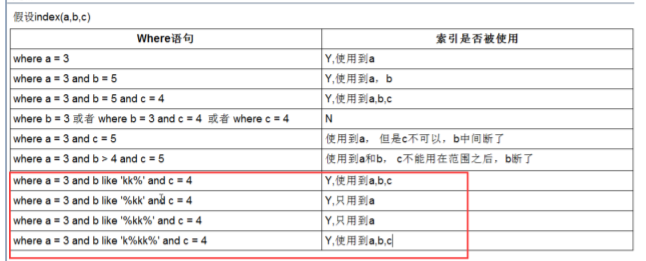 假设index(a,b,c)
Where语句 索引是否被使用
where a = 3 Y,使用到a
where a = 3 and b = 5 Y,使用到a，b
where a = 3 and b = 5 and c = 4 Y,使用到a,b,c
where b = 3 或者 where b = 3 and c = 4 或者 where c = 4 N
where a = 3 and c = 5 使用到a， 但是c不可以，b中间断了
where a = 3 and b > 4 and c = 5 使用到a和b， c不能用在范围之后，b断了
where a = 3 and b like 'kk%' and c = 4 Y,使用到a,b,c
where a = 3 and b like '%kk' and c = 4 Y,只用到a
where a = 3 and b like '%kk%' and c = 4 Y,只用到a
where a = 3 and b like 'k%kk%' and c = 4 Y,使用到a,b,c